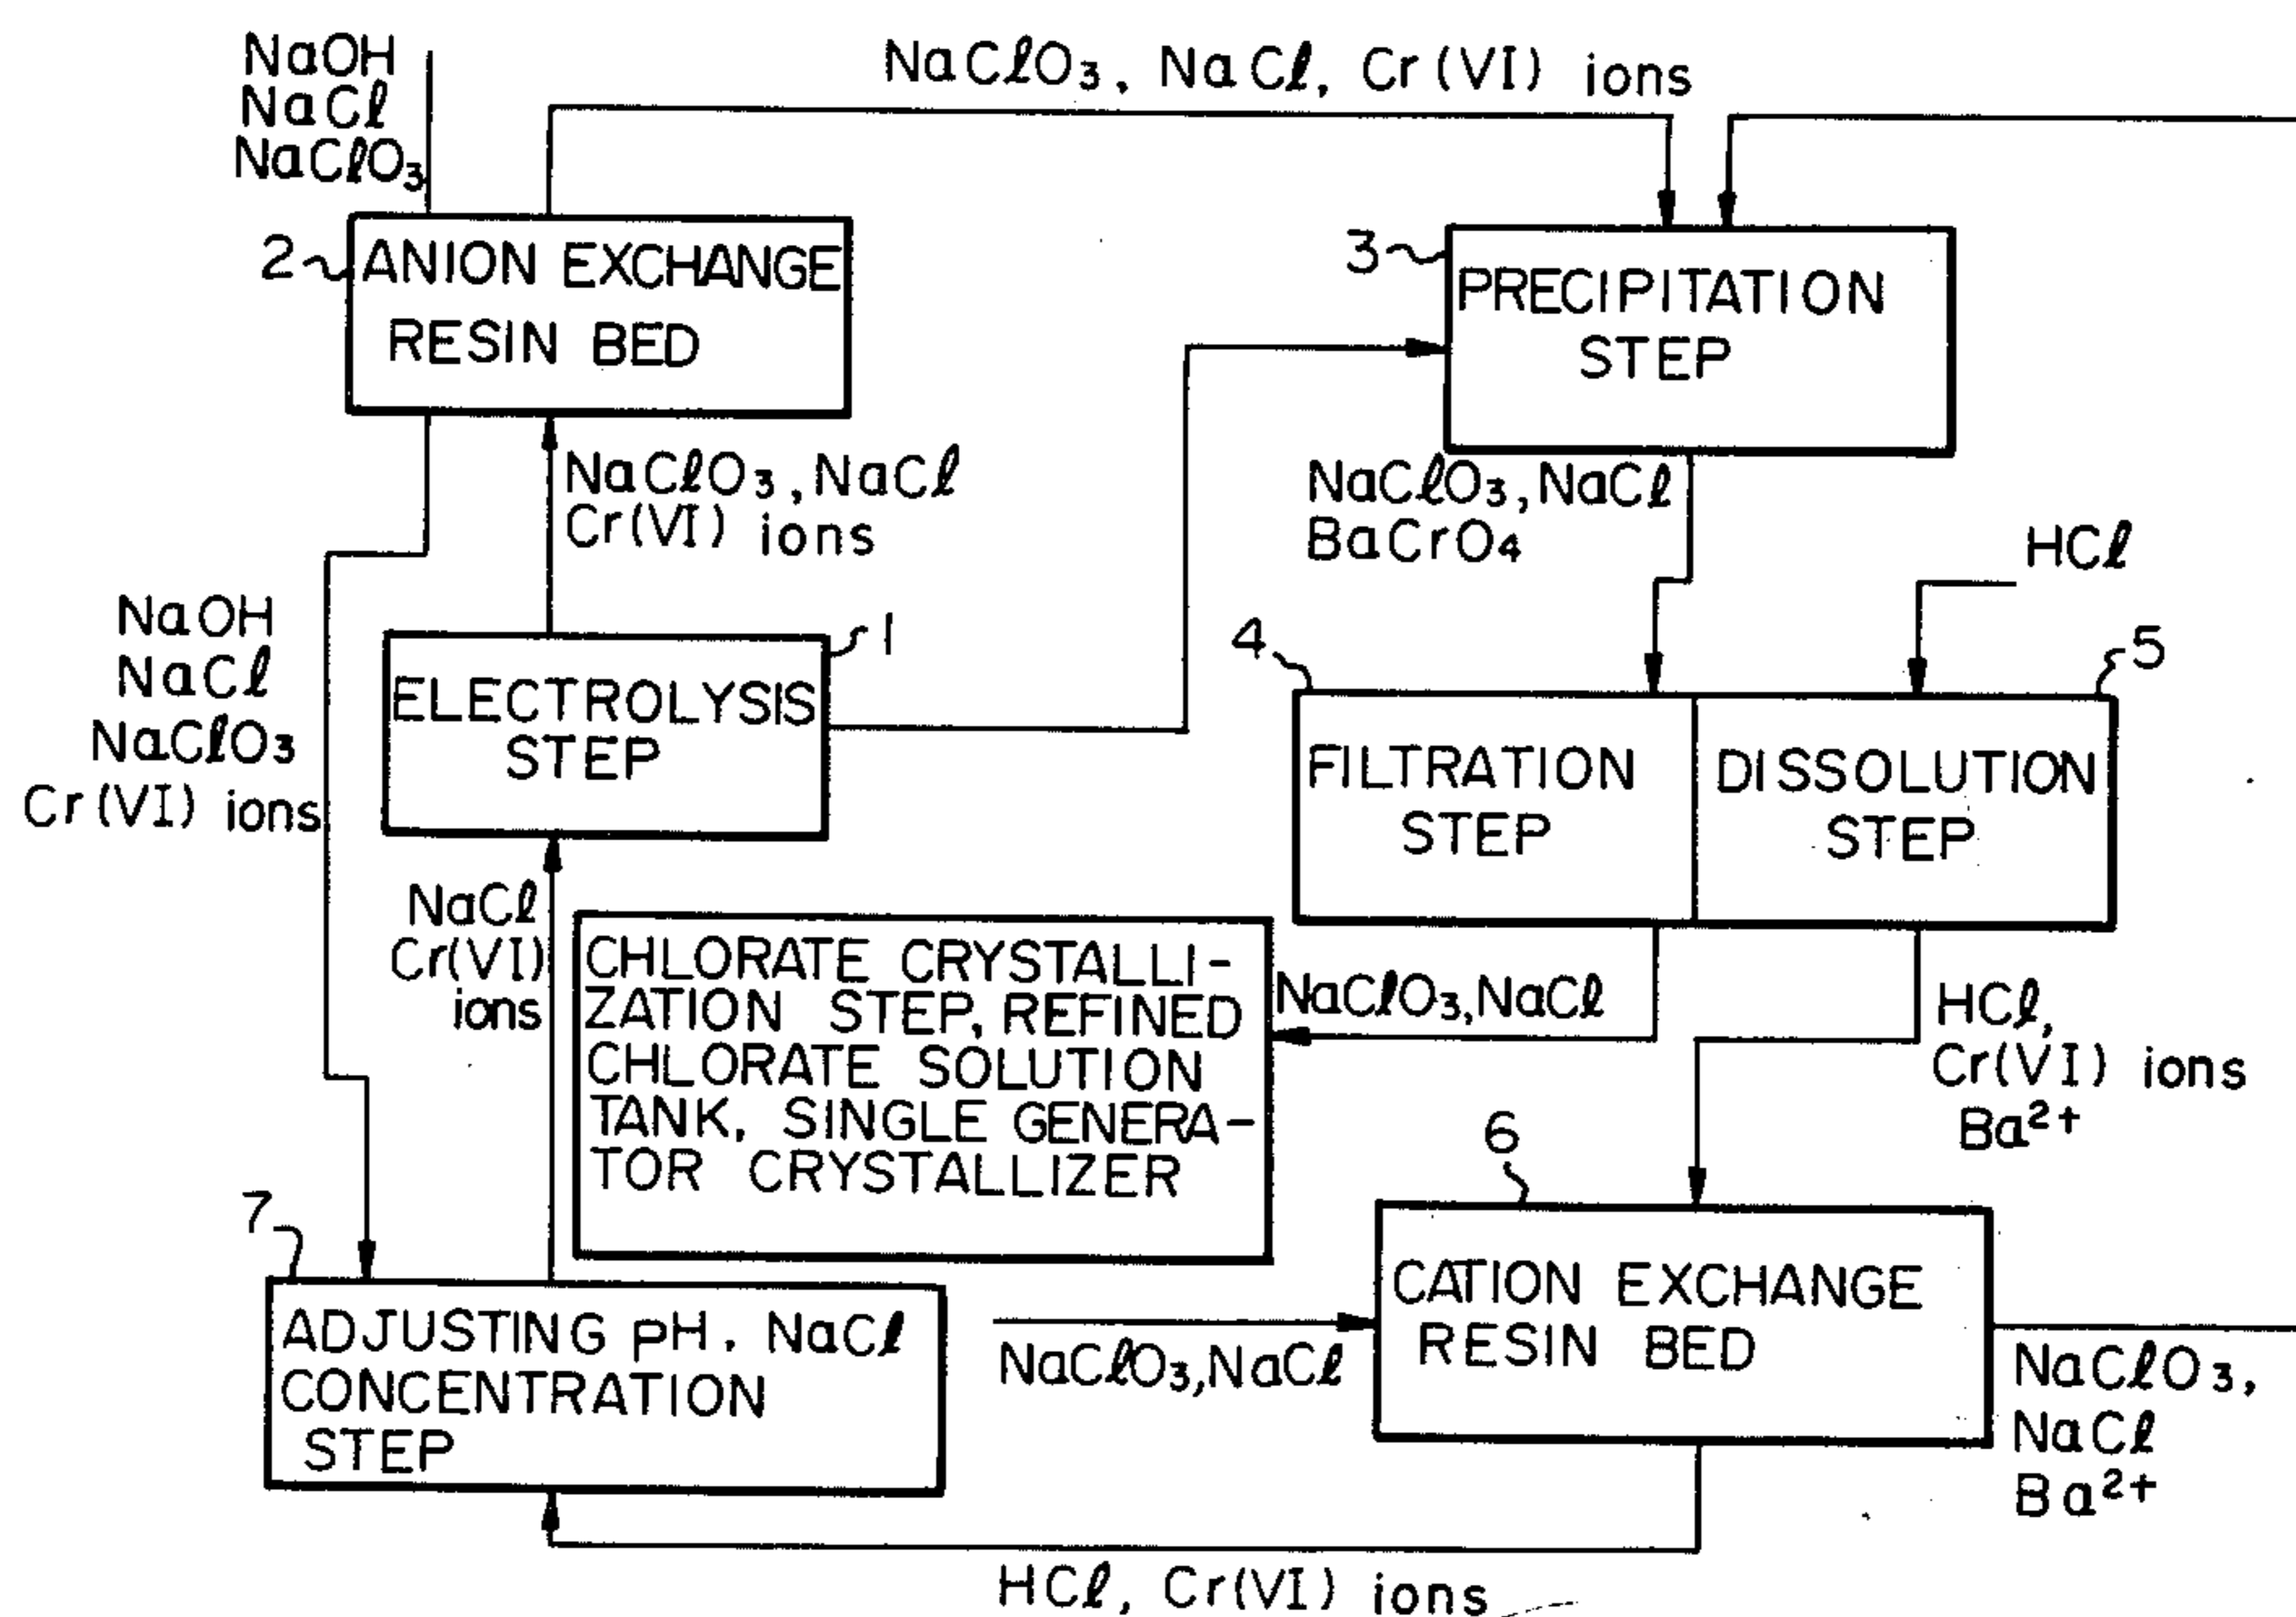 NaOH
NaCl
NaClO₃
NaClO₃, NaCl, Cr(VI) ions
2
ANION EXCHANGE
RESIN BED
3
PRECIPITATION
STEP
NaClO₃, NaCl
Cr(VI) ions
NaClO₃, NaCl
BaCrO₄
HCl
NaOH
NaCl
NaClO₃
Cr(VI) ions
1
ELECTROLYSIS
STEP
4
5
FILTRATION
STEP
DISSOLUTION
STEP
NaCl
Cr(VI)
ions
CHLORATE CRYSTALLI-
ZATION STEP, REFINED
CHLORATE SOLUTION
TANK, SINGLE GENERA-
TOR CRYSTALLIZER
NaClO₃, NaCl
HCl,
Cr(VI) ions
Ba²⁺
6
7
ADJUSTING pH, NaCl
CONCENTRATION
STEP
NaClO₃, NaCl
CATION EXCHANGE
RESIN BED
NaClO₃,
NaCl
Ba²⁺
HCl, Cr(VI) ions